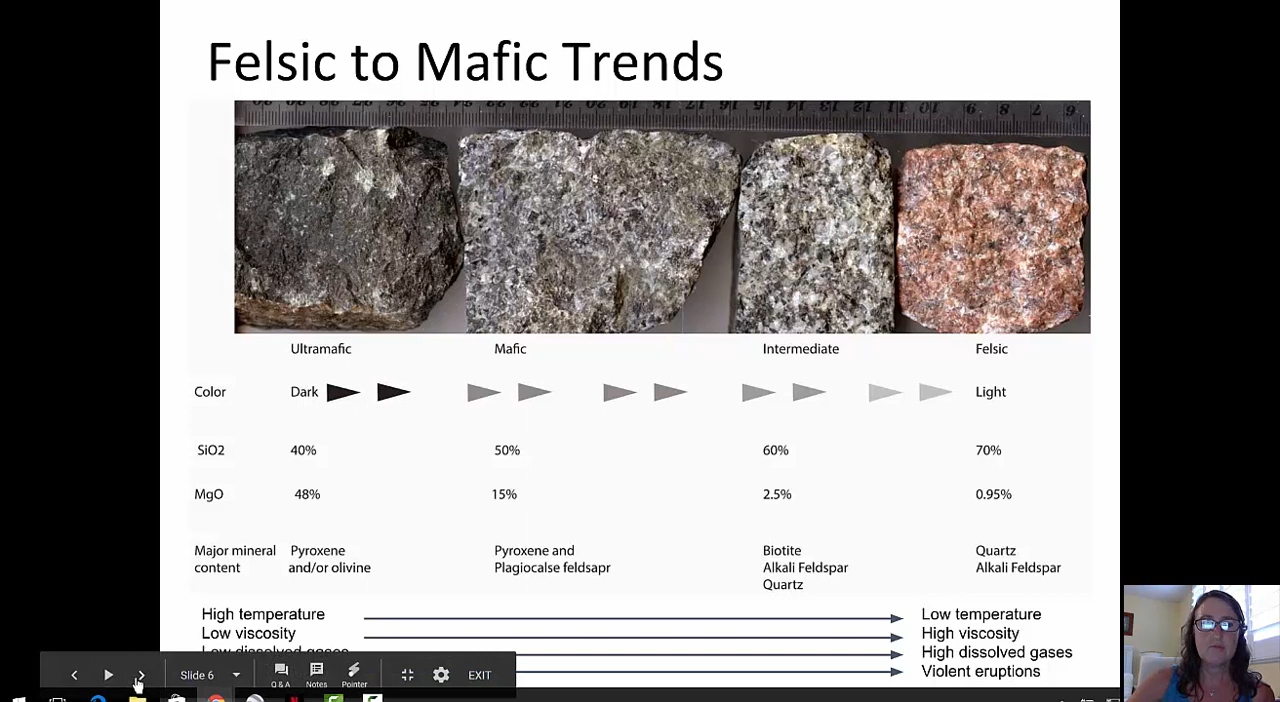 Felsic to Mafic Trends
Ultramafic Mafic Intermediate Felsic
Color Dark Light
SiO2 40% 50% 60% 70%
MgO 48% 15% 2.5% 0.95%
Major mineral Pyroxene Pyroxene and Biotite Quartz
content and/or olivine Plagiocalse feldsapr Alkali Feldspar Alkali Feldspar
Quartz
High temperature Low temperature
Low viscosity High viscosity
Low dissolved gases High dissolved gases
Violent eruptions
Slide 6 Q & A Notes Pointer EXIT